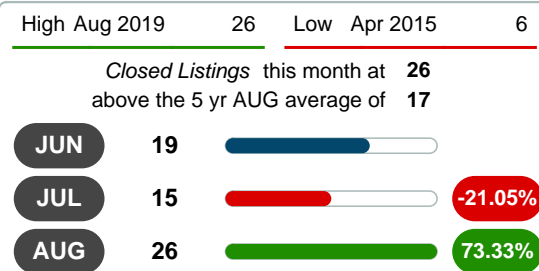 High Aug 2019 26 Low Apr 2015 6
Closed Listings this month at 26
above the 5 yr AUG average of 17
JUN 19
JUL 15 -21.05%
AUG 26 73.33%